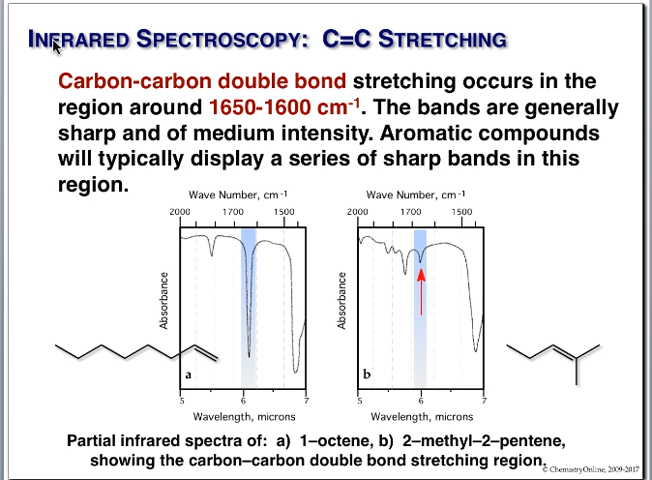 INFRARED SPECTROSCOPY: C=C STRETCHING
Carbon-carbon double bond stretching occurs in the
region around 1650-1600 cm⁻¹. The bands are generally
sharp and of medium intensity. Aromatic compounds
will typically display a series of sharp bands in this
region.
Wave Number, cm⁻¹
2000 1700 1500
Absorbance
a
5 6 7
Wavelength, microns
Wave Number, cm⁻¹
2000 1700 1500
Absorbance
b
5 6 7
Wavelength, microns
Partial infrared spectra of: a) 1–octene, b) 2–methyl–2–pentene,
showing the carbon–carbon double bond stretching region.
© ChemistryOnline, 2009-2017